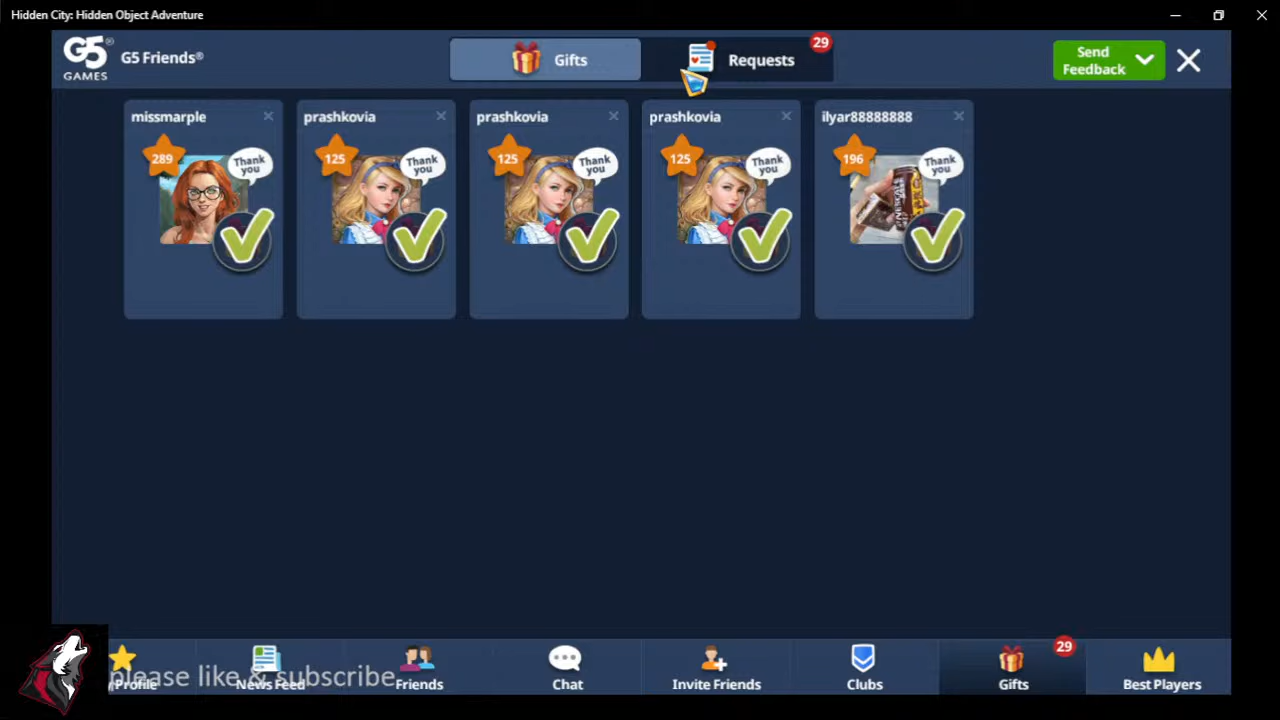 Hidden City: Hidden Object Adventure
G5
GAMES
G5 Friends®
Gifts
Requests
29
Send
Feedback
missmarple
prashkovia
prashkovia
prashkovia
ilyar88888888
289
Thank
you
125
Thank
you
125
Thank
you
125
Thank
you
196
Thank
you
please like & subscribe
Profile
News Feed
Friends
Chat
Invite Friends
Clubs
Gifts
29
Best Players